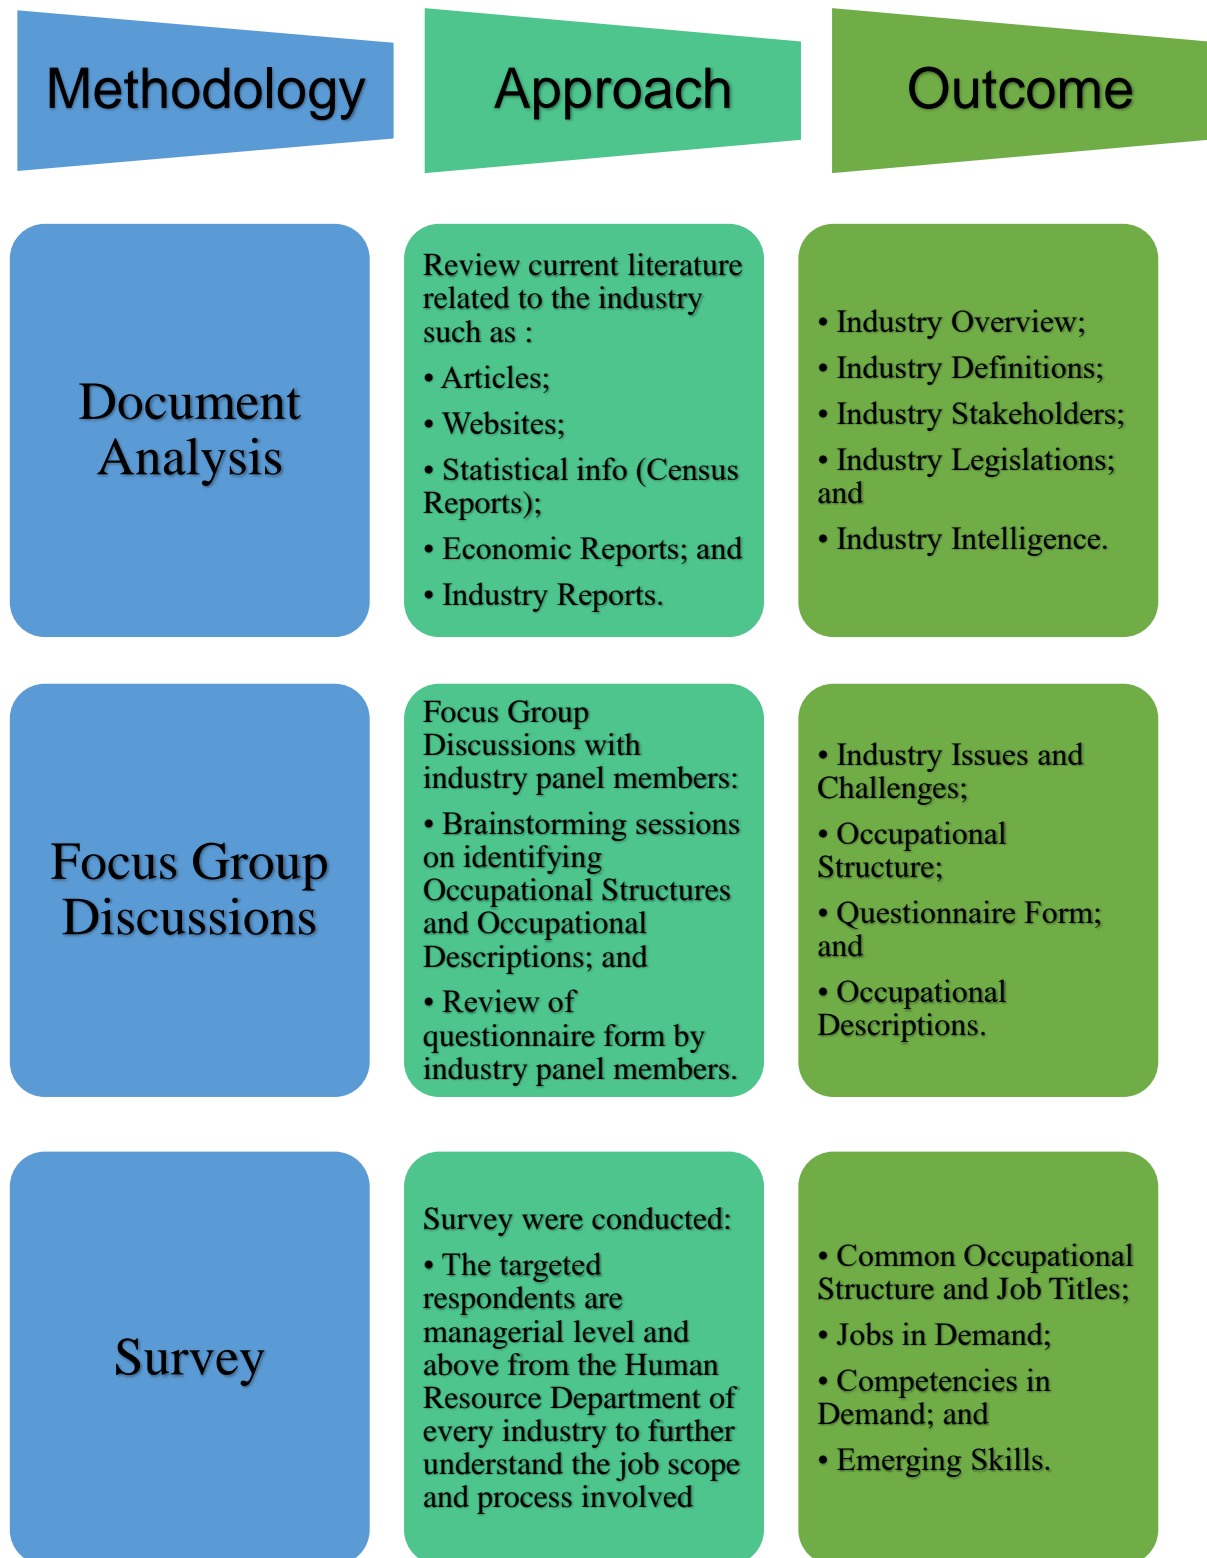 Methodology
Approach
Outcome
Document
Analysis
Review current literature
related to the industry
such as :
• Articles;
• Websites;
• Statistical info (Census
Reports);
• Economic Reports; and
• Industry Reports.
• Industry Overview;
• Industry Definitions;
• Industry Stakeholders;
• Industry Legislations;
and
• Industry Intelligence.
Focus Group
Discussions
Focus Group
Discussions with
industry panel members:
• Brainstorming sessions
on identifying
Occupational Structures
and Occupational
Descriptions; and
• Review of
questionnaire form by
industry panel members.
• Industry Issues and
Challenges;
• Occupational
Structure;
• Questionnaire Form;
and
• Occupational
Descriptions.
Survey
Survey were conducted:
• The targeted
respondents are
managerial level and
above from the Human
Resource Department of
every industry to further
understand the job scope
and process involved
• Common Occupational
Structure and Job Titles;
• Jobs in Demand;
• Competencies in
Demand; and
• Emerging Skills.